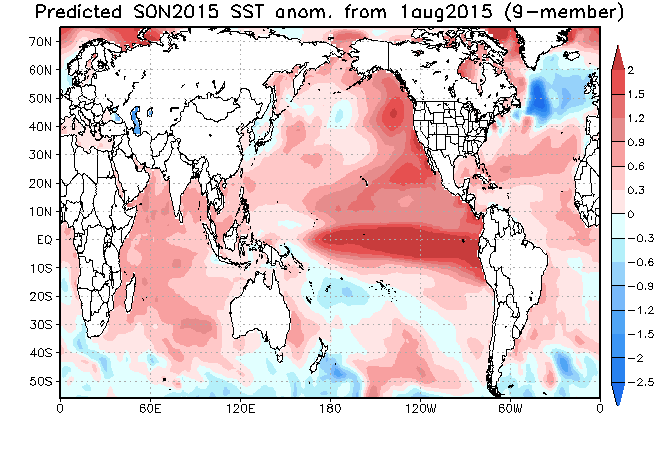 Predicted SON2015 SST anom. from 1aug2015 (9-member)
70N
60N
50N
40N
30N
20N
10N
EQ
10S
20S
30S
40S
50S
0 60E 120E 180 120W 60W 0
2
1.5
1.2
0.9
0.6
0.3
0
-0.3
-0.6
-0.9
-1.2
-1.5
-2
-2.5